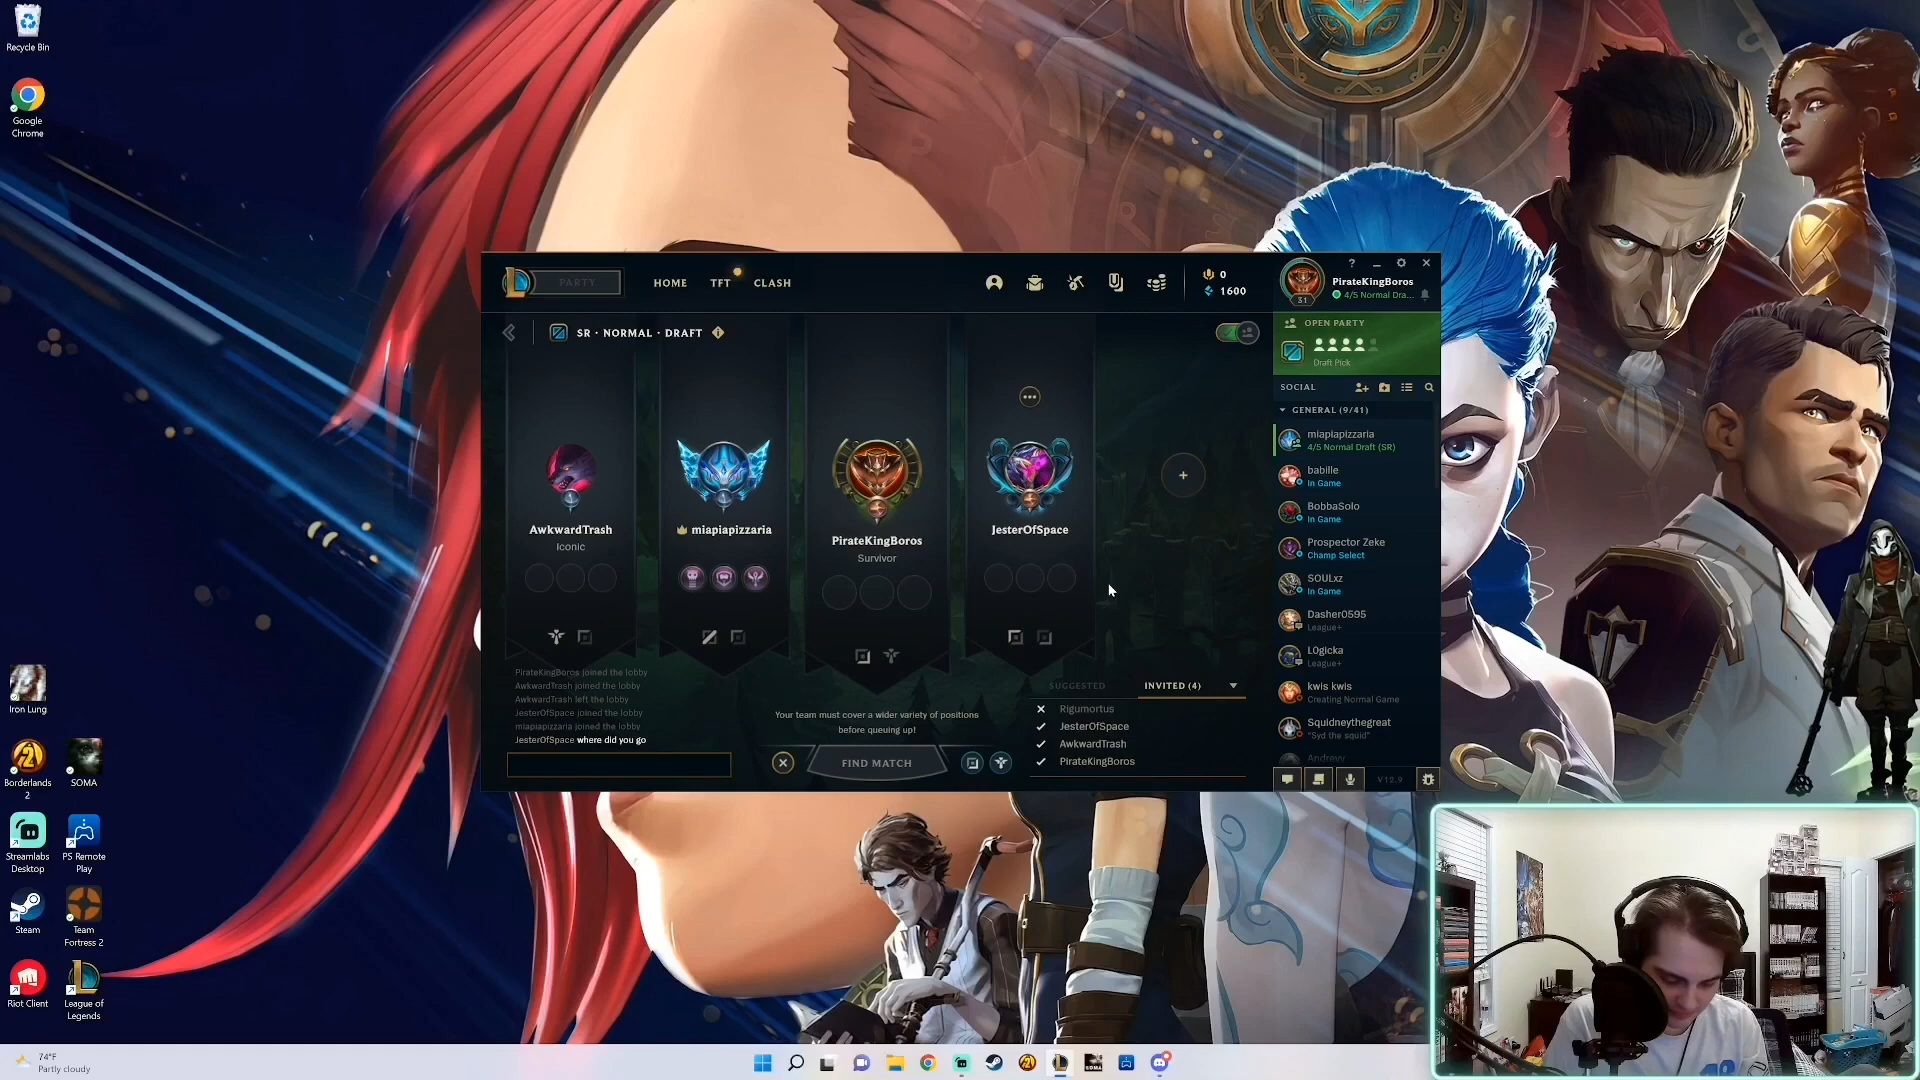 Recycle Bin
Google
Chrome
Iron Lung
Borderlands
2
SOMA
Streamlabs
Desktop
PS Remote
Play
Steam
Team
Fortress 2
Riot Client
League of
Legends
PARTY
HOME
TFT
CLASH
0
1600
?
31
PirateKingBoros
4/5 Normal Dra...
SR · NORMAL · DRAFT
OPEN PARTY
Draft Pick
SOCIAL
GENERAL (9/41)
miapiapizzaria
4/5 Normal Draft (SR)
babille
In Game
BobbaSolo
In Game
Prospector Zeke
Champ Select
SOULxz
In Game
Dasher0595
League+
L0gicka
League+
kwis kwis
Creating Normal Game
Squidneythegreat
"Syd the squid"
Andrevv
V12.9
AwkwardTrash
Iconic
miapiapizzaria
PirateKingBoros
Survivor
JesterOfSpace
PirateKingBoros joined the lobby
AwkwardTrash joined the lobby
AwkwardTrash left the lobby
JesterOfSpace joined the lobby
miapiapizzaria joined the lobby
JesterOfSpace where did you go
Your team must cover a wider variety of positions
before queuing up!
FIND MATCH
SUGGESTED
INVITED (4)
Rigumortus
JesterOfSpace
AwkwardTrash
PirateKingBoros
74°F
Partly cloudy
SOMA